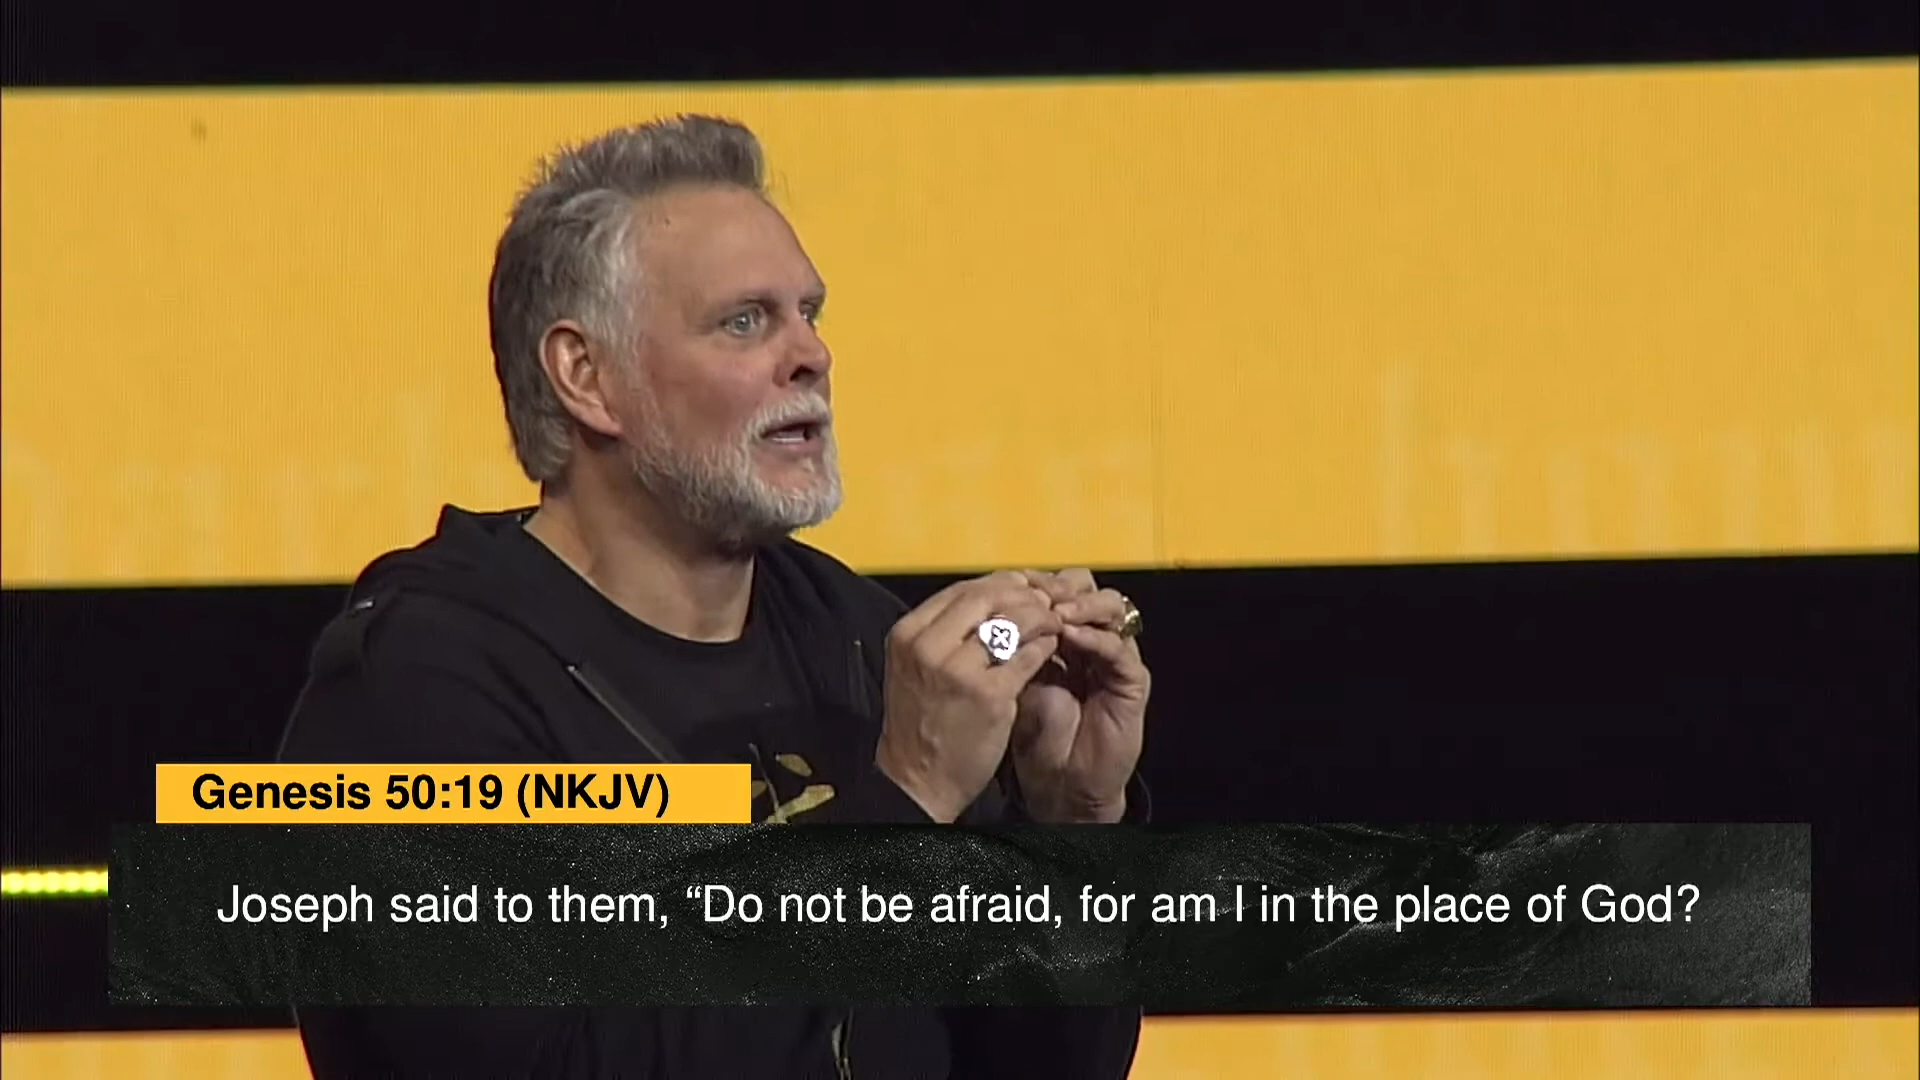 Genesis 50:19 (NKJV)
Joseph said to them, “Do not be afraid, for am I in the place of God?